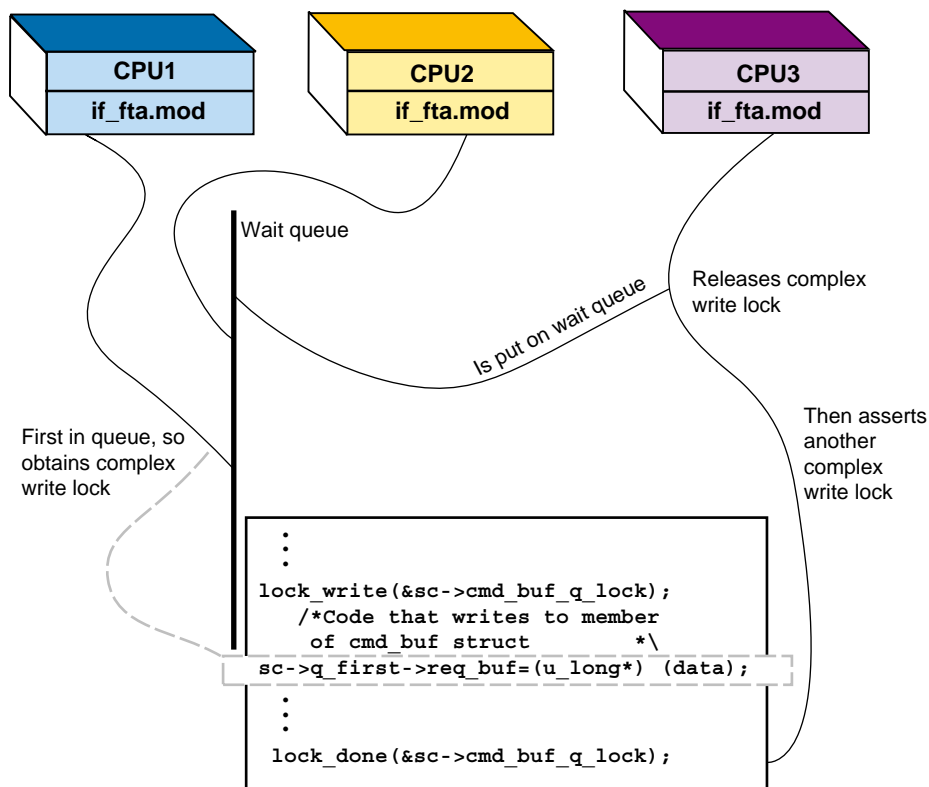 CPU1
if_fta.mod
CPU2
if_fta.mod
CPU3
if_fta.mod
Wait queue
Is put on wait queue
Releases complex
write lock
First in queue, so
obtains complex
write lock
Then asserts
another
complex
write lock
lock_write(&sc->cmd_buf_q_lock);
/*Code that writes to member
of cmd_buf struct *\
sc->q_first->req_buf=(u_long*) (data);
lock_done(&sc->cmd_buf_q_lock);